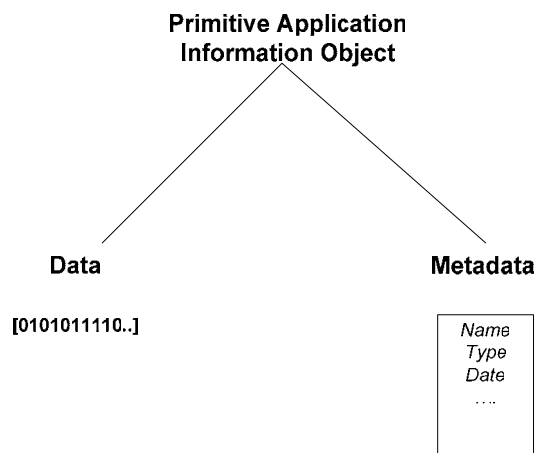 Primitive Application
Information Object
Data
Metadata
[0101011110..]
Name
Type
Date
....